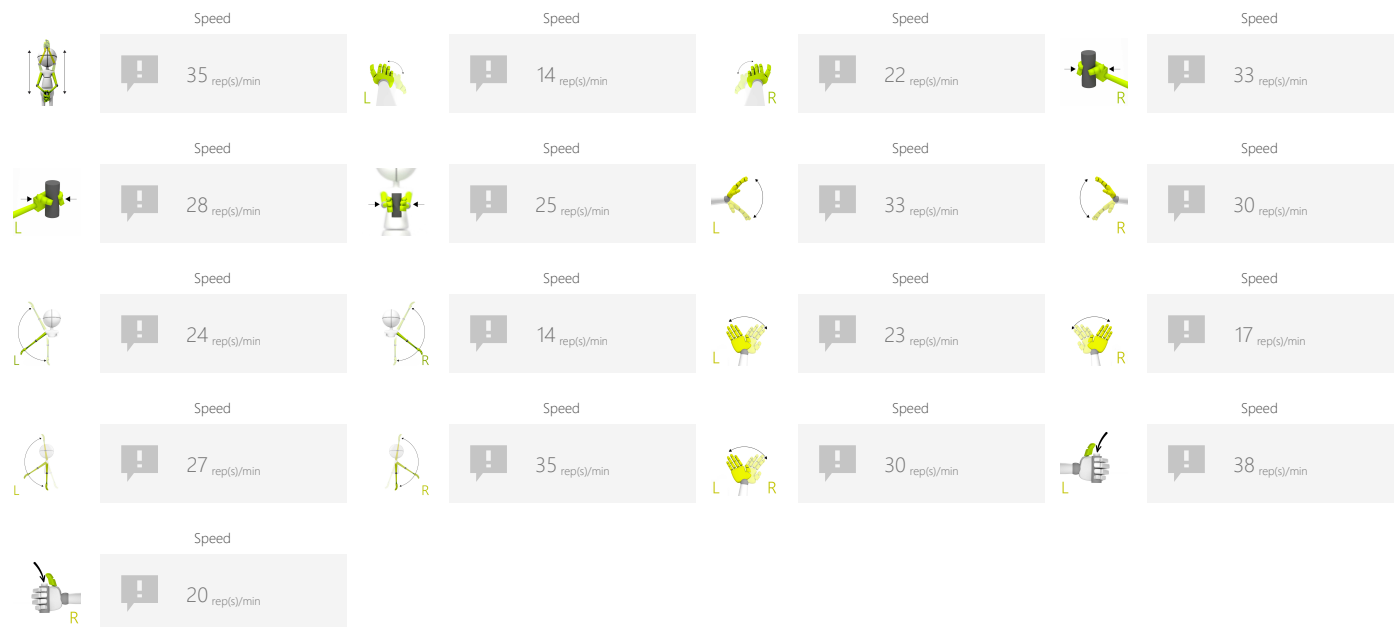 Speed Speed Speed Speed
35 rep(s)/min L 14 rep(s)/min R 22 rep(s)/min R 33 rep(s)/min
Speed Speed Speed Speed
L 28 rep(s)/min 25 rep(s)/min L 33 rep(s)/min R 30 rep(s)/min
Speed Speed Speed Speed
L 24 rep(s)/min R 14 rep(s)/min L 23 rep(s)/min R 17 rep(s)/min
Speed Speed Speed Speed
L 27 rep(s)/min R 35 rep(s)/min L R 30 rep(s)/min L 38 rep(s)/min
Speed
R 20 rep(s)/min